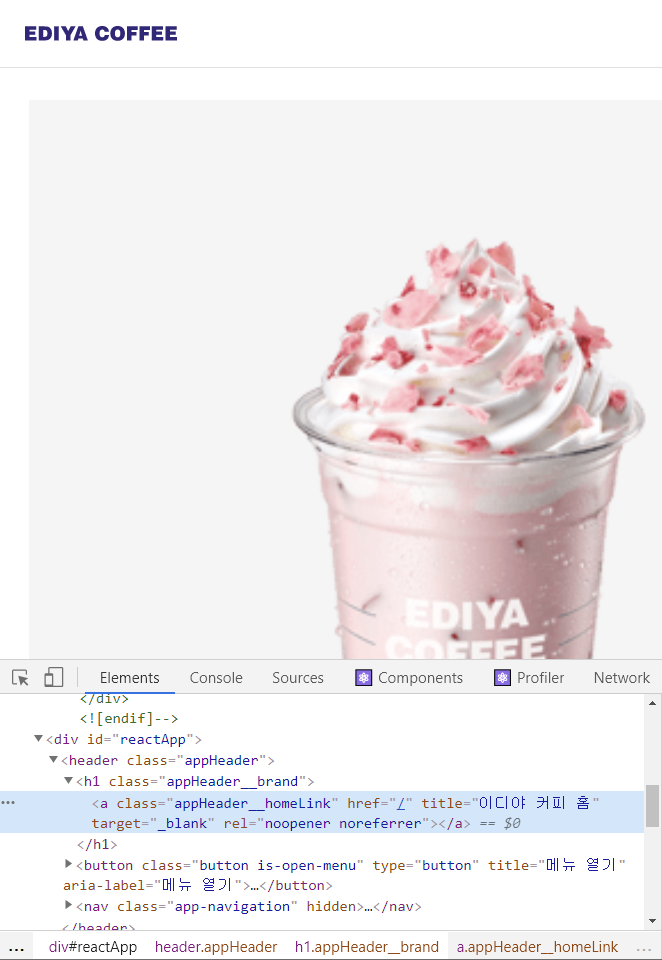 EDIYA COFFEE
EDIYA
COFFEE
Elements Console Sources Components Profiler Network
</div>
<![endif]-->
<div id="reactApp">
<header class="appHeader">
<h1 class="appHeader__brand">
<a class="appHeader__homeLink" href="/" title="이디야 커피 홈"
target="_blank" rel="noopener noreferrer"></a> == $0
</h1>
<button class="button is-open-menu" type="button" title="메뉴 열기"
aria-label="메뉴 열기">…</button>
<nav class="app-navigation" hidden>…</nav>
</header>
... div#reactApp header.appHeader h1.appHeader__brand a.appHeader__homeLink ...